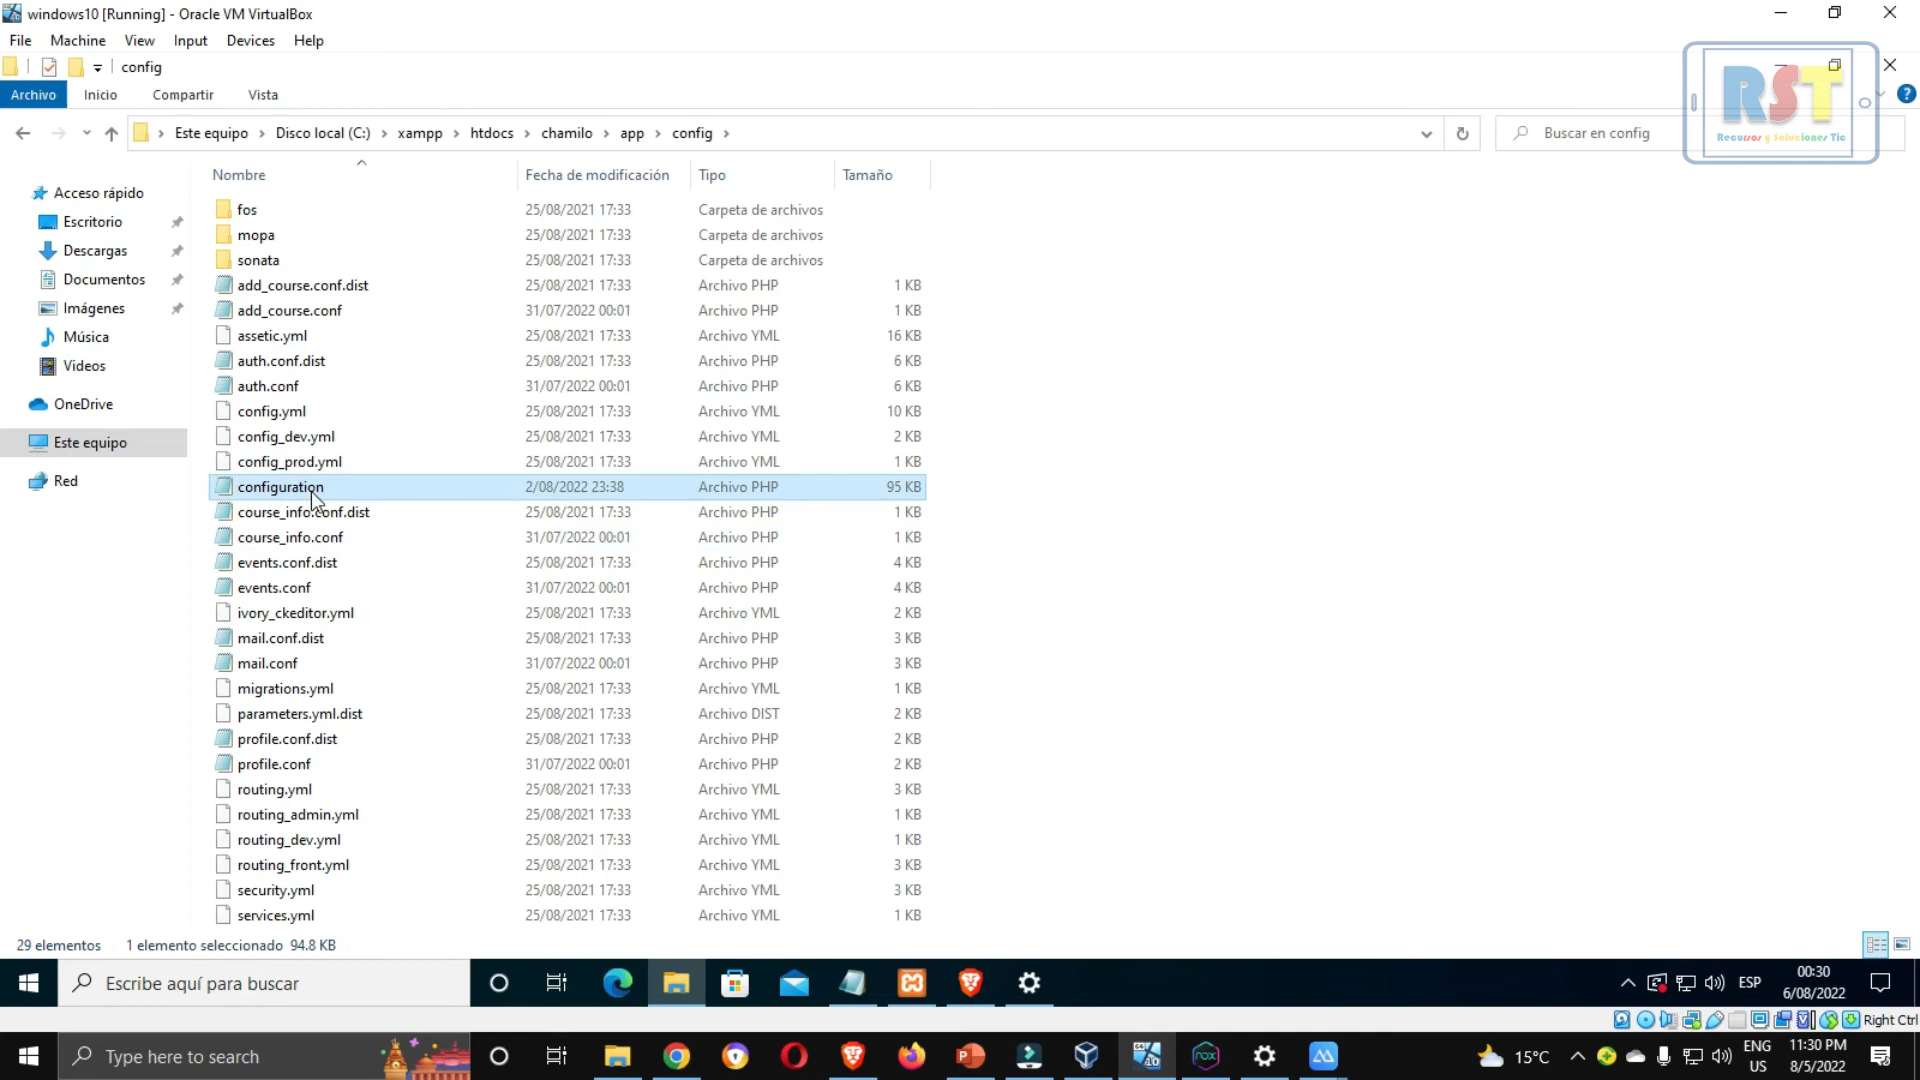 windows10 [Running] - Oracle VM VirtualBox
File Machine View Input Devices Help
config
Archivo Inicio Compartir Vista
Este equipo Disco local (C:) xampp htdocs chamilo app config
Buscar en config
RST
Recursos y Soluciones Tic
Nombre Fecha de modificación Tipo Tamaño
Acceso rápido
Escritorio
Descargas
Documentos
Imágenes
Música
Videos
OneDrive
Este equipo
Red
fos 25/08/2021 17:33 Carpeta de archivos
mopa 25/08/2021 17:33 Carpeta de archivos
sonata 25/08/2021 17:33 Carpeta de archivos
add_course.conf.dist 25/08/2021 17:33 Archivo PHP 1 KB
add_course.conf 31/07/2022 00:01 Archivo PHP 1 KB
assetic.yml 25/08/2021 17:33 Archivo YML 16 KB
auth.conf.dist 25/08/2021 17:33 Archivo PHP 6 KB
auth.conf 31/07/2022 00:01 Archivo PHP 6 KB
config.yml 25/08/2021 17:33 Archivo YML 10 KB
config_dev.yml 25/08/2021 17:33 Archivo YML 2 KB
config_prod.yml 25/08/2021 17:33 Archivo YML 1 KB
configuration 2/08/2022 23:38 Archivo PHP 95 KB
course_info.conf.dist 25/08/2021 17:33 Archivo PHP 1 KB
course_info.conf 31/07/2022 00:01 Archivo PHP 1 KB
events.conf.dist 25/08/2021 17:33 Archivo PHP 4 KB
events.conf 31/07/2022 00:01 Archivo PHP 4 KB
ivory_ckeditor.yml 25/08/2021 17:33 Archivo YML 2 KB
mail.conf.dist 25/08/2021 17:33 Archivo PHP 3 KB
mail.conf 31/07/2022 00:01 Archivo PHP 3 KB
migrations.yml 25/08/2021 17:33 Archivo YML 1 KB
parameters.yml.dist 25/08/2021 17:33 Archivo DIST 2 KB
profile.conf.dist 25/08/2021 17:33 Archivo PHP 2 KB
profile.conf 31/07/2022 00:01 Archivo PHP 2 KB
routing.yml 25/08/2021 17:33 Archivo YML 3 KB
routing_admin.yml 25/08/2021 17:33 Archivo YML 1 KB
routing_dev.yml 25/08/2021 17:33 Archivo YML 1 KB
routing_front.yml 25/08/2021 17:33 Archivo YML 3 KB
security.yml 25/08/2021 17:33 Archivo YML 3 KB
services.yml 25/08/2021 17:33 Archivo YML 1 KB
29 elementos 1 elemento seleccionado 94.8 KB
Escribe aquí para buscar
ESP
00:30
6/08/2022
Right Ctrl
Type here to search
15°C
ENG
US
11:30 PM
8/5/2022